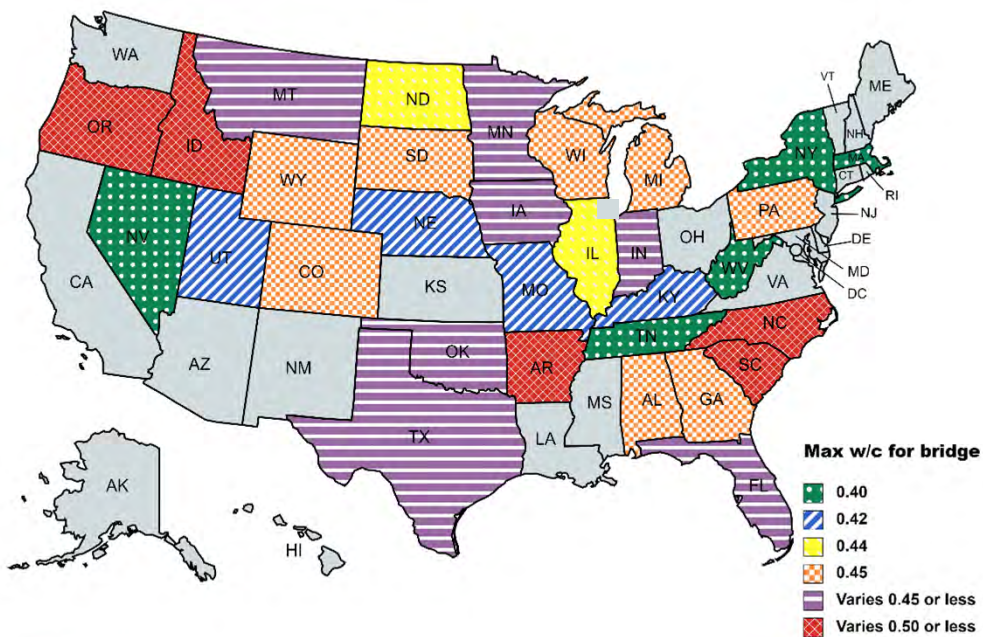 WA
MT
ND
MN
ME
VT
NH
OR
ID
WY
SD
WI
MI
NY
MA
CT
RI
NV
UT
NE
IA
PA
NJ
DE
MD
DC
CA
CO
KS
MO
IL
IN
OH
WV
VA
KY
AZ
NM
OK
AR
TN
NC
SC
TX
LA
MS
AL
GA
FL
AK
HI
Max w/c for bridge
0.40
0.42
0.44
0.45
Varies 0.45 or less
Varies 0.50 or less